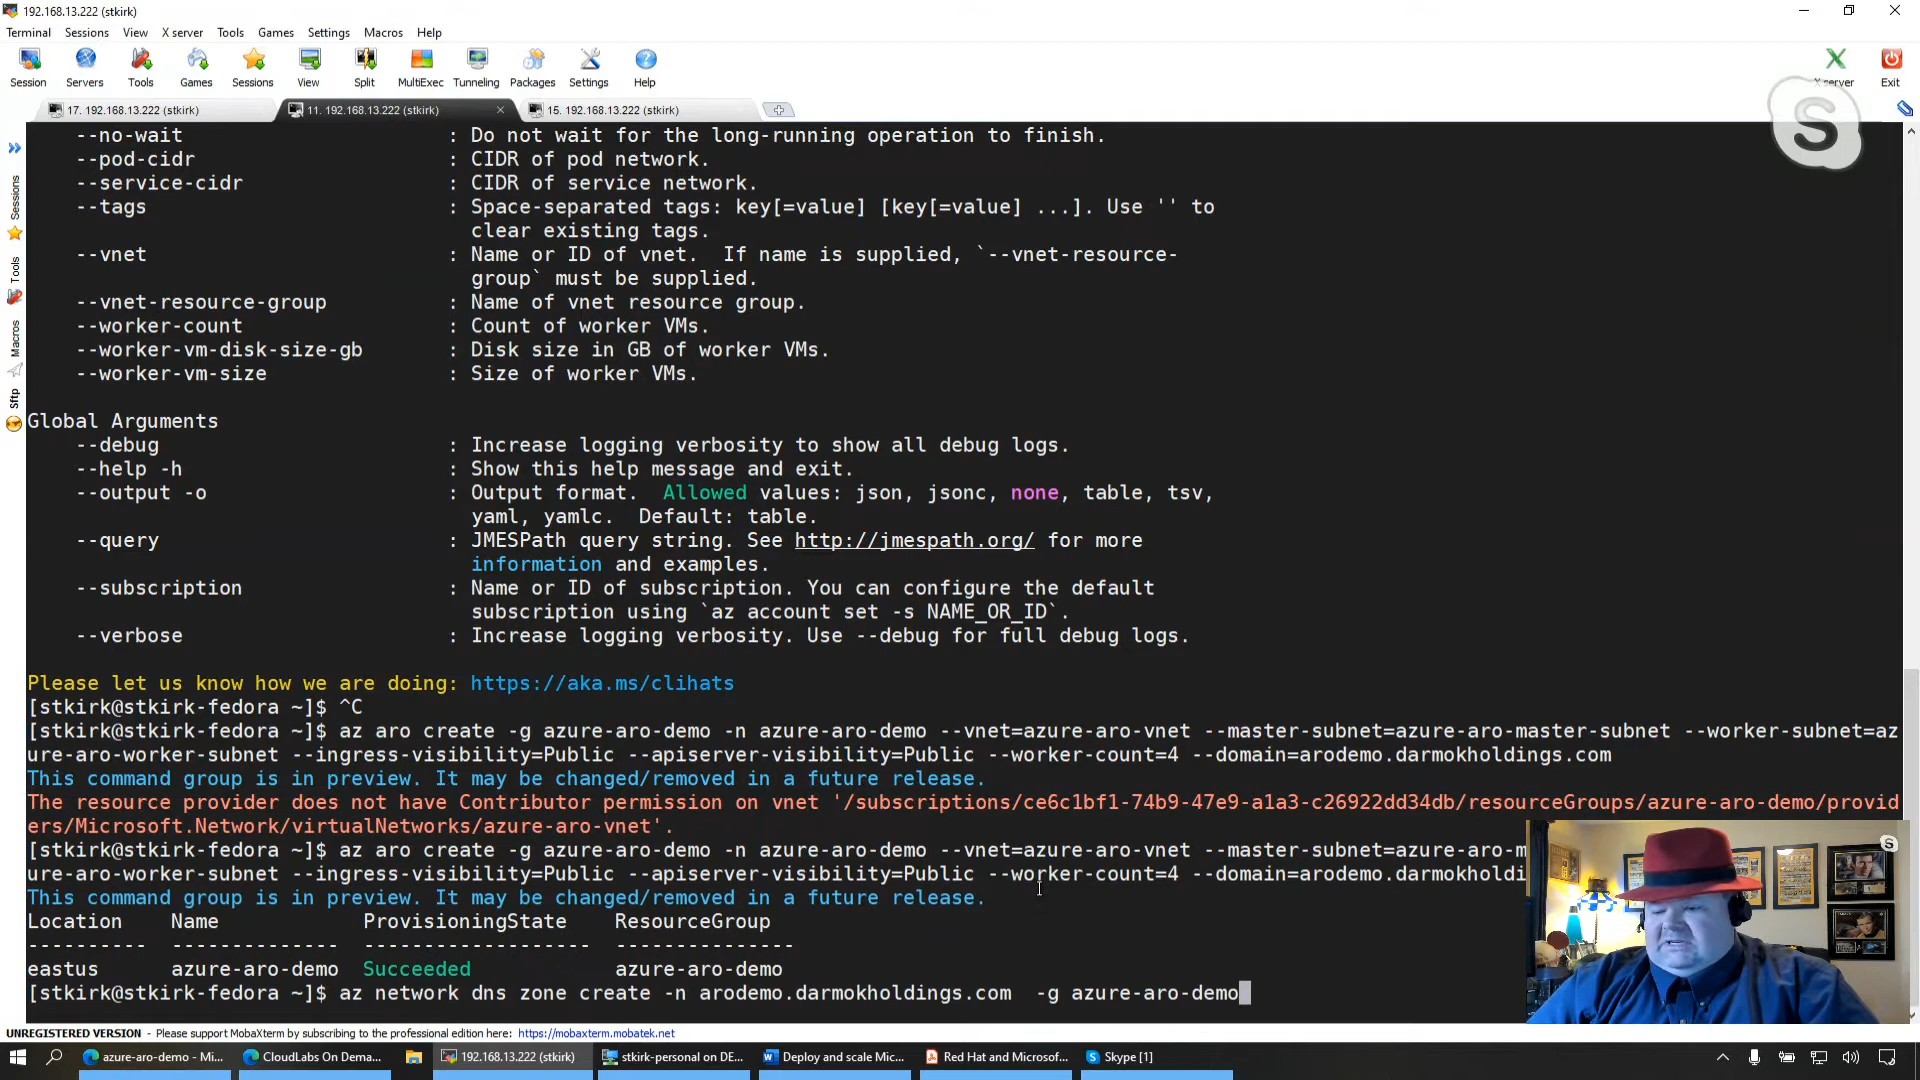 192.168.13.222 (stkirk)
Terminal Sessions View X server Tools Games Settings Macros Help
Session Servers Tools Games Sessions View Split MultiExec Tunneling Packages Settings Help X server Exit
17. 192.168.13.222 (stkirk) 11. 192.168.13.222 (stkirk) 15. 192.168.13.222 (stkirk)
Sessions
Tools
Macros
Sftp
--no-wait : Do not wait for the long-running operation to finish.
--pod-cidr : CIDR of pod network.
--service-cidr : CIDR of service network.
--tags : Space-separated tags: key[=value] [key[=value] ...]. Use '' to
clear existing tags.
--vnet : Name or ID of vnet.  If name is supplied, `--vnet-resource-
group` must be supplied.
--vnet-resource-group : Name of vnet resource group.
--worker-count : Count of worker VMs.
--worker-vm-disk-size-gb : Disk size in GB of worker VMs.
--worker-vm-size : Size of worker VMs.
Global Arguments
--debug : Increase logging verbosity to show all debug logs.
--help -h : Show this help message and exit.
--output -o : Output format.  Allowed values: json, jsonc, none, table, tsv,
yaml, yamlc.  Default: table.
--query : JMESPath query string. See http://jmespath.org/ for more
information and examples.
--subscription : Name or ID of subscription. You can configure the default
subscription using `az account set -s NAME_OR_ID`.
--verbose : Increase logging verbosity. Use --debug for full debug logs.
Please let us know how we are doing: https://aka.ms/clihats
[stkirk@stkirk-fedora ~]$ ^C
[stkirk@stkirk-fedora ~]$ az aro create -g azure-aro-demo -n azure-aro-demo --vnet=azure-aro-vnet --master-subnet=azure-aro-master-subnet --worker-subnet=az
ure-aro-worker-subnet --ingress-visibility=Public --apiserver-visibility=Public --worker-count=4 --domain=arodemo.darmokholdings.com
This command group is in preview. It may be changed/removed in a future release.
The resource provider does not have Contributor permission on vnet '/subscriptions/ce6c1bf1-74b9-47e9-a1a3-c26922dd34db/resourceGroups/azure-aro-demo/provid
ers/Microsoft.Network/virtualNetworks/azure-aro-vnet'.
[stkirk@stkirk-fedora ~]$ az aro create -g azure-aro-demo -n azure-aro-demo --vnet=azure-aro-vnet --master-subnet=azure-aro-m
ure-aro-worker-subnet --ingress-visibility=Public --apiserver-visibility=Public --worker-count=4 --domain=arodemo.darmokholdi
This command group is in preview. It may be changed/removed in a future release.
Location Name ProvisioningState ResourceGroup
---------- -------------- ------------------- ---------------
eastus azure-aro-demo Succeeded azure-aro-demo
[stkirk@stkirk-fedora ~]$ az network dns zone create -n arodemo.darmokholdings.com  -g azure-aro-demo
UNREGISTERED VERSION - Please support MobaXterm by subscribing to the professional edition here: https://mobaxterm.mobatek.net
azure-aro-demo - Mi... CloudLabs On Dema... 192.168.13.222 (stkirk) stkirk-personal on DE... Deploy and scale Mic... Red Hat and Microsof... Skype [1]